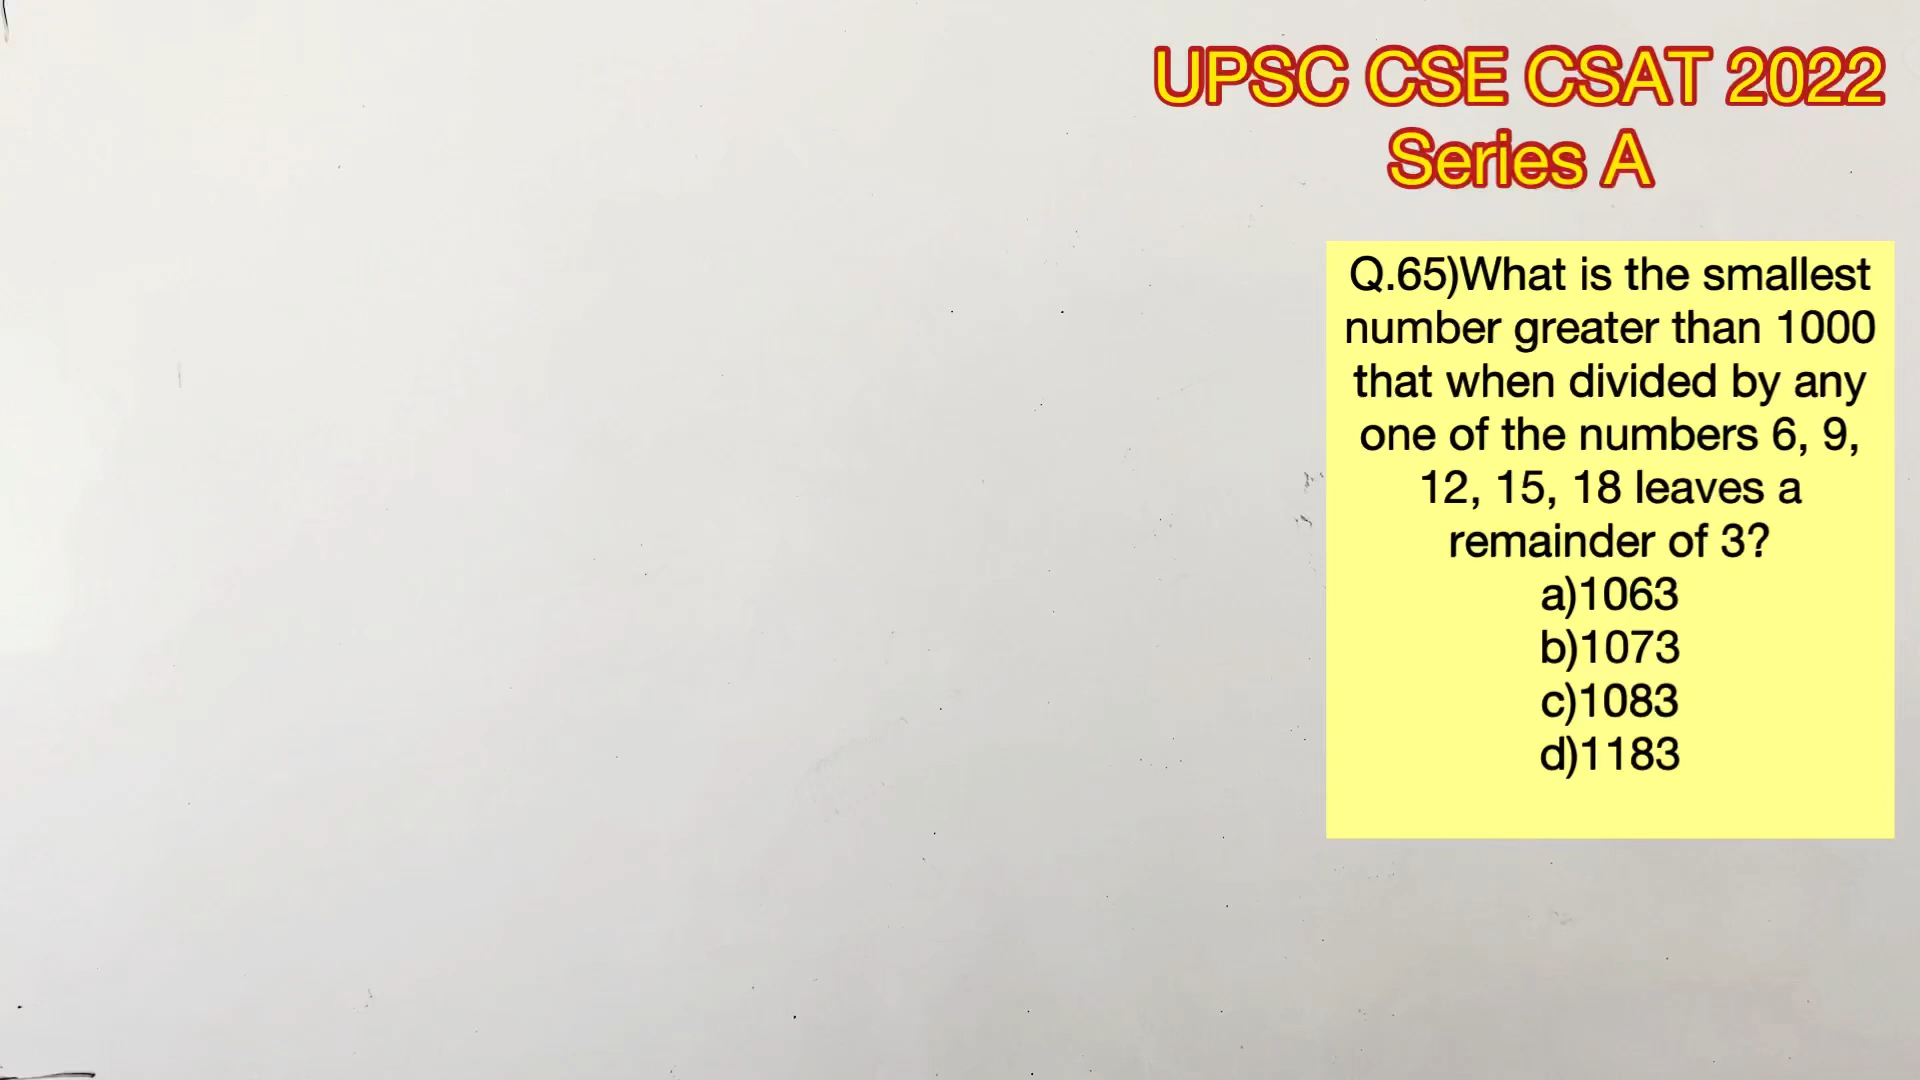 UPSC CSE CSAT 2022
Series A
Q.65)What is the smallest
number greater than 1000
that when divided by any
one of the numbers 6, 9,
12, 15, 18 leaves a
remainder of 3?
a)1063
b)1073
c)1083
d)1183